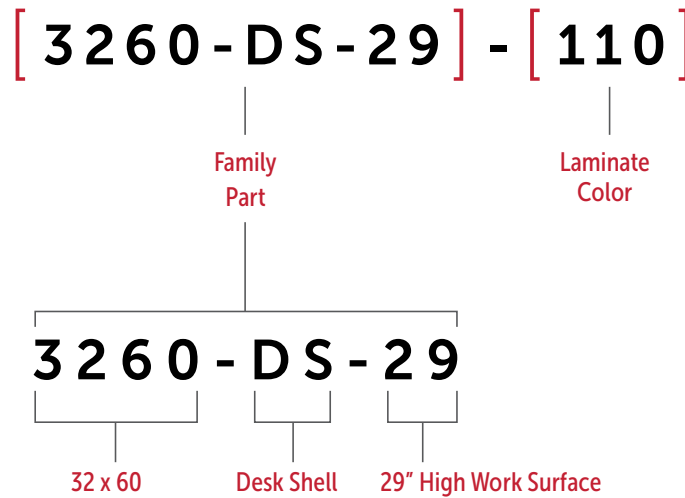 [3260-DS-29] - [110]
Family
Part
Laminate
Color
3260-DS-29
32 x 60
Desk Shell
29” High Work Surface